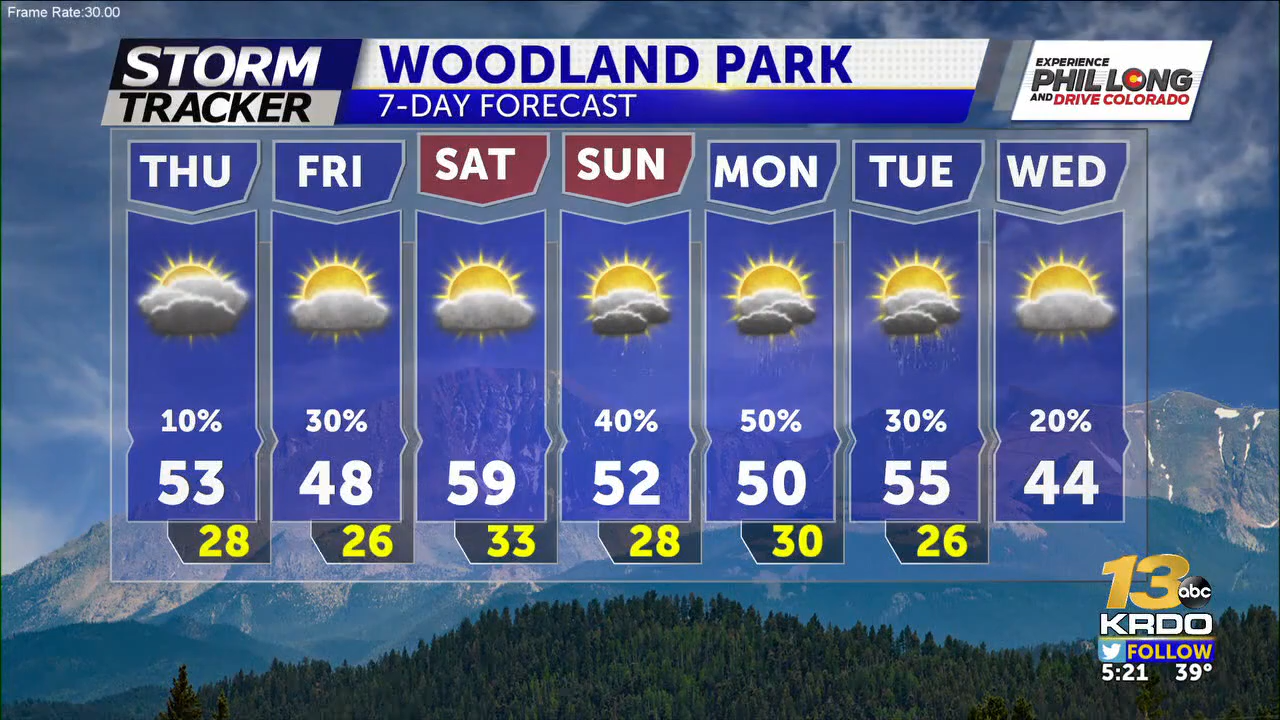 Frame Rate:30.00
STORM TRACKER
WOODLAND PARK
7-DAY FORECAST
EXPERIENCE
PHIL LONG
AND DRIVE COLORADO
THU FRI SAT SUN MON TUE WED
10% 30% 40% 50% 30% 20%
53 48 59 52 50 55 44
28 26 33 28 30 26
13 abc
KRDO
FOLLOW
5:21 39°